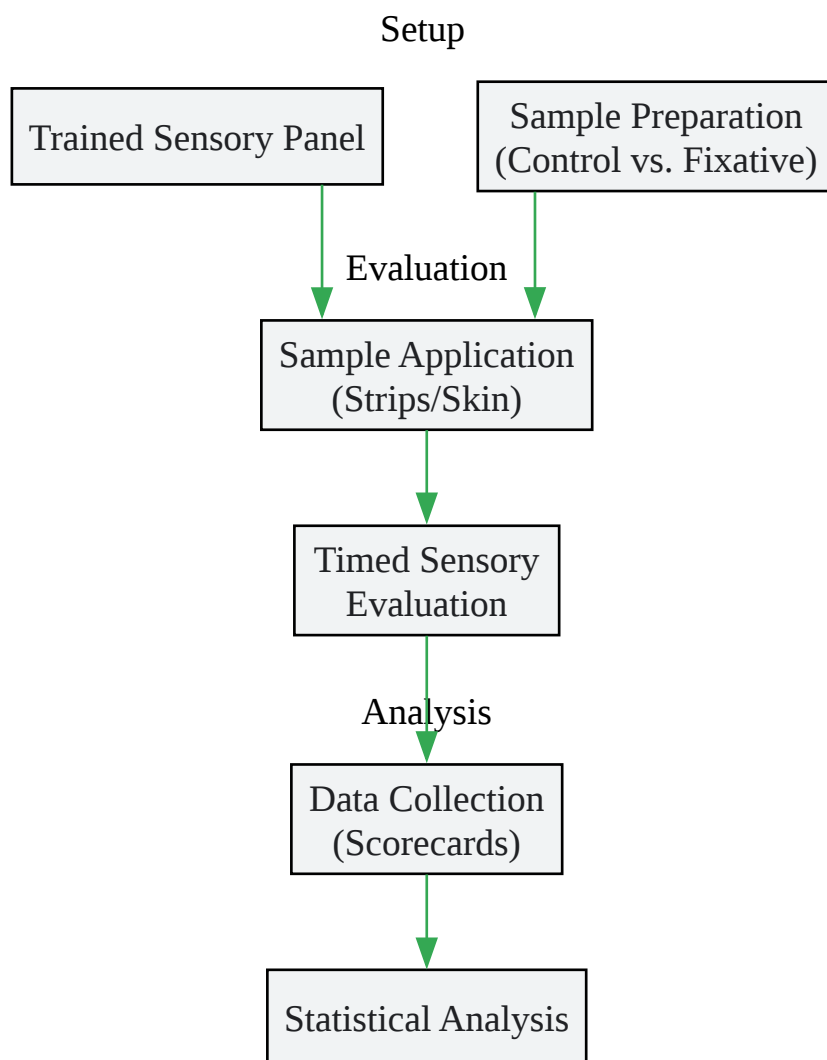 Setup
Trained Sensory Panel
Sample Preparation
(Control vs. Fixative)
Evaluation
Sample Application
(Strips/Skin)
Timed Sensory
Evaluation
Analysis
Data Collection
(Scorecards)
Statistical Analysis